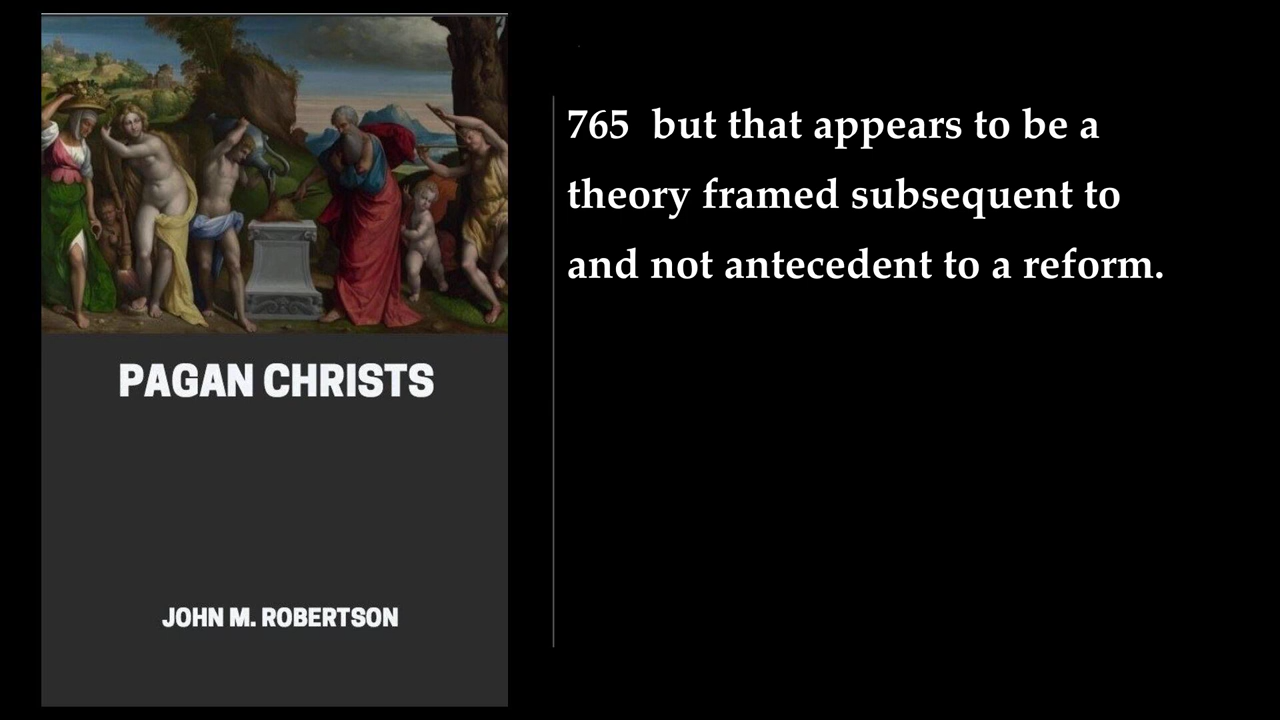 PAGAN CHRISTS
JOHN M. ROBERTSON
765 but that appears to be a
theory framed subsequent to
and not antecedent to a reform.